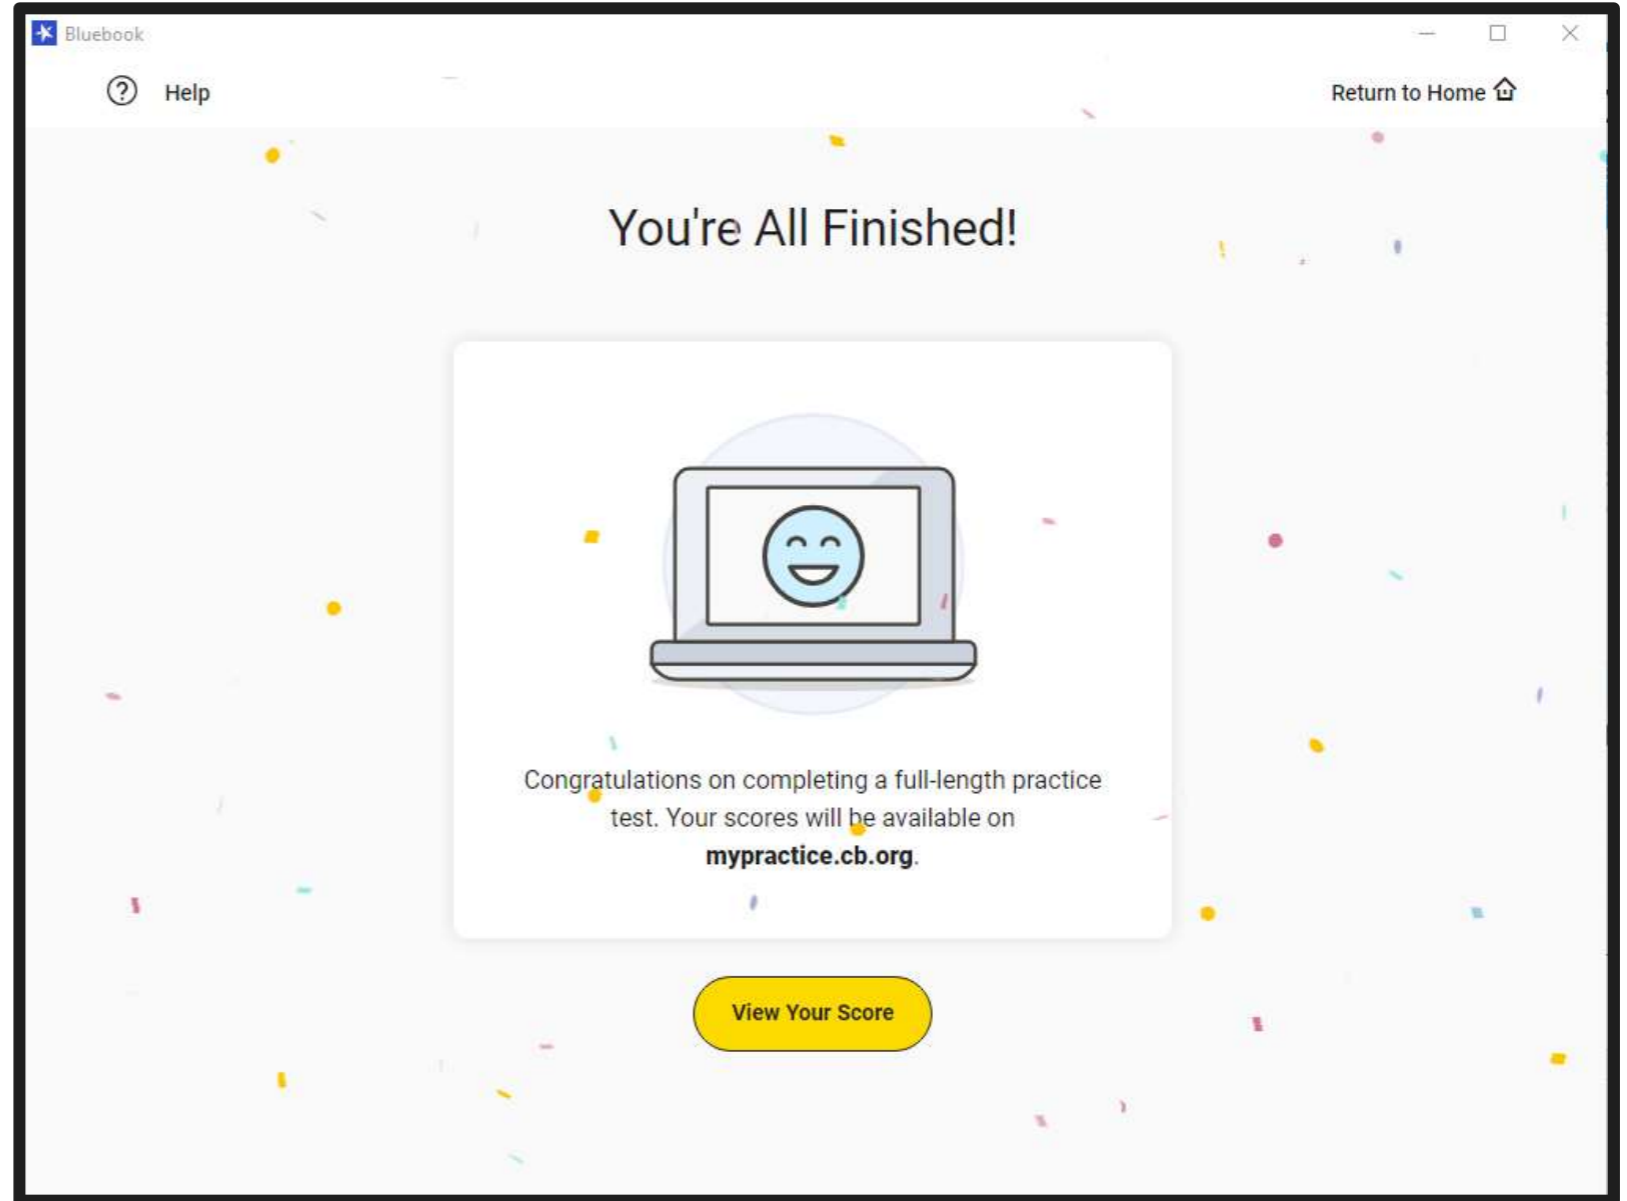 Bluebook
Help
Return to Home
You're All Finished!
Congratulations on completing a full-length practice
test. Your scores will be available on
mypractice.cb.org.
View Your Score